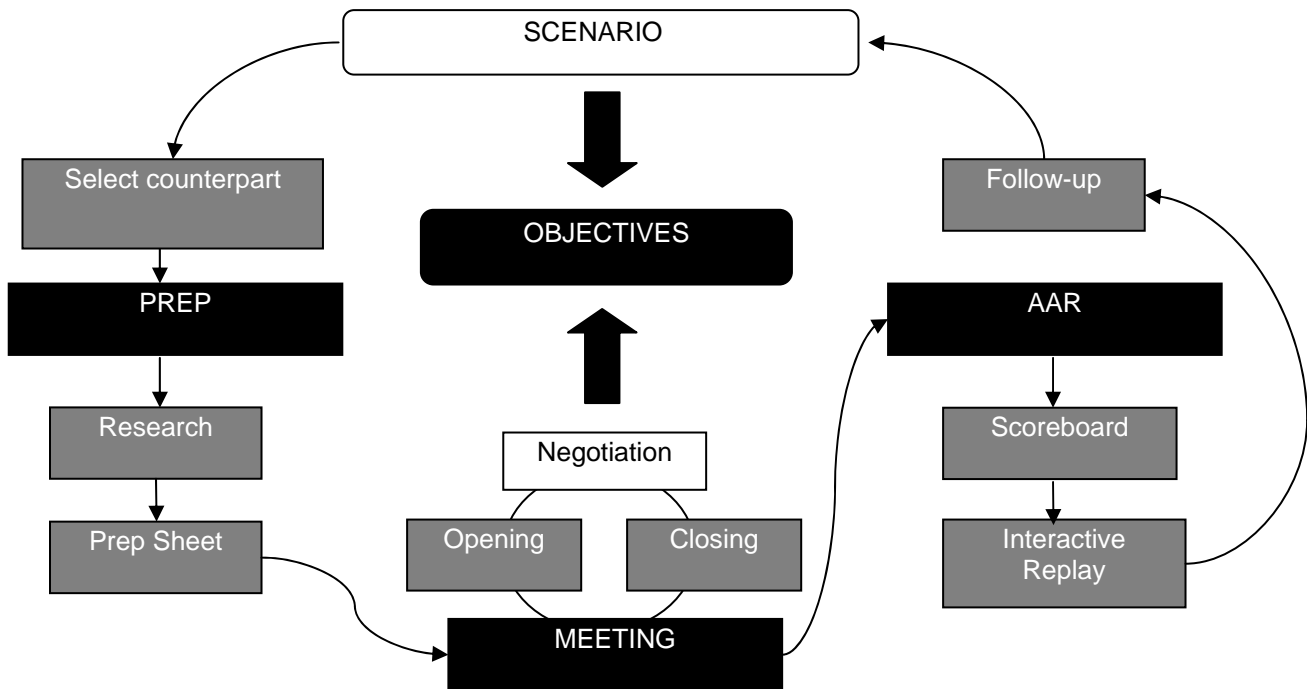 SCENARIO
Select counterpart
Follow-up
OBJECTIVES
PREP
AAR
Research
Scoreboard
Negotiation
Prep Sheet
Opening
Closing
Interactive
Replay
MEETING